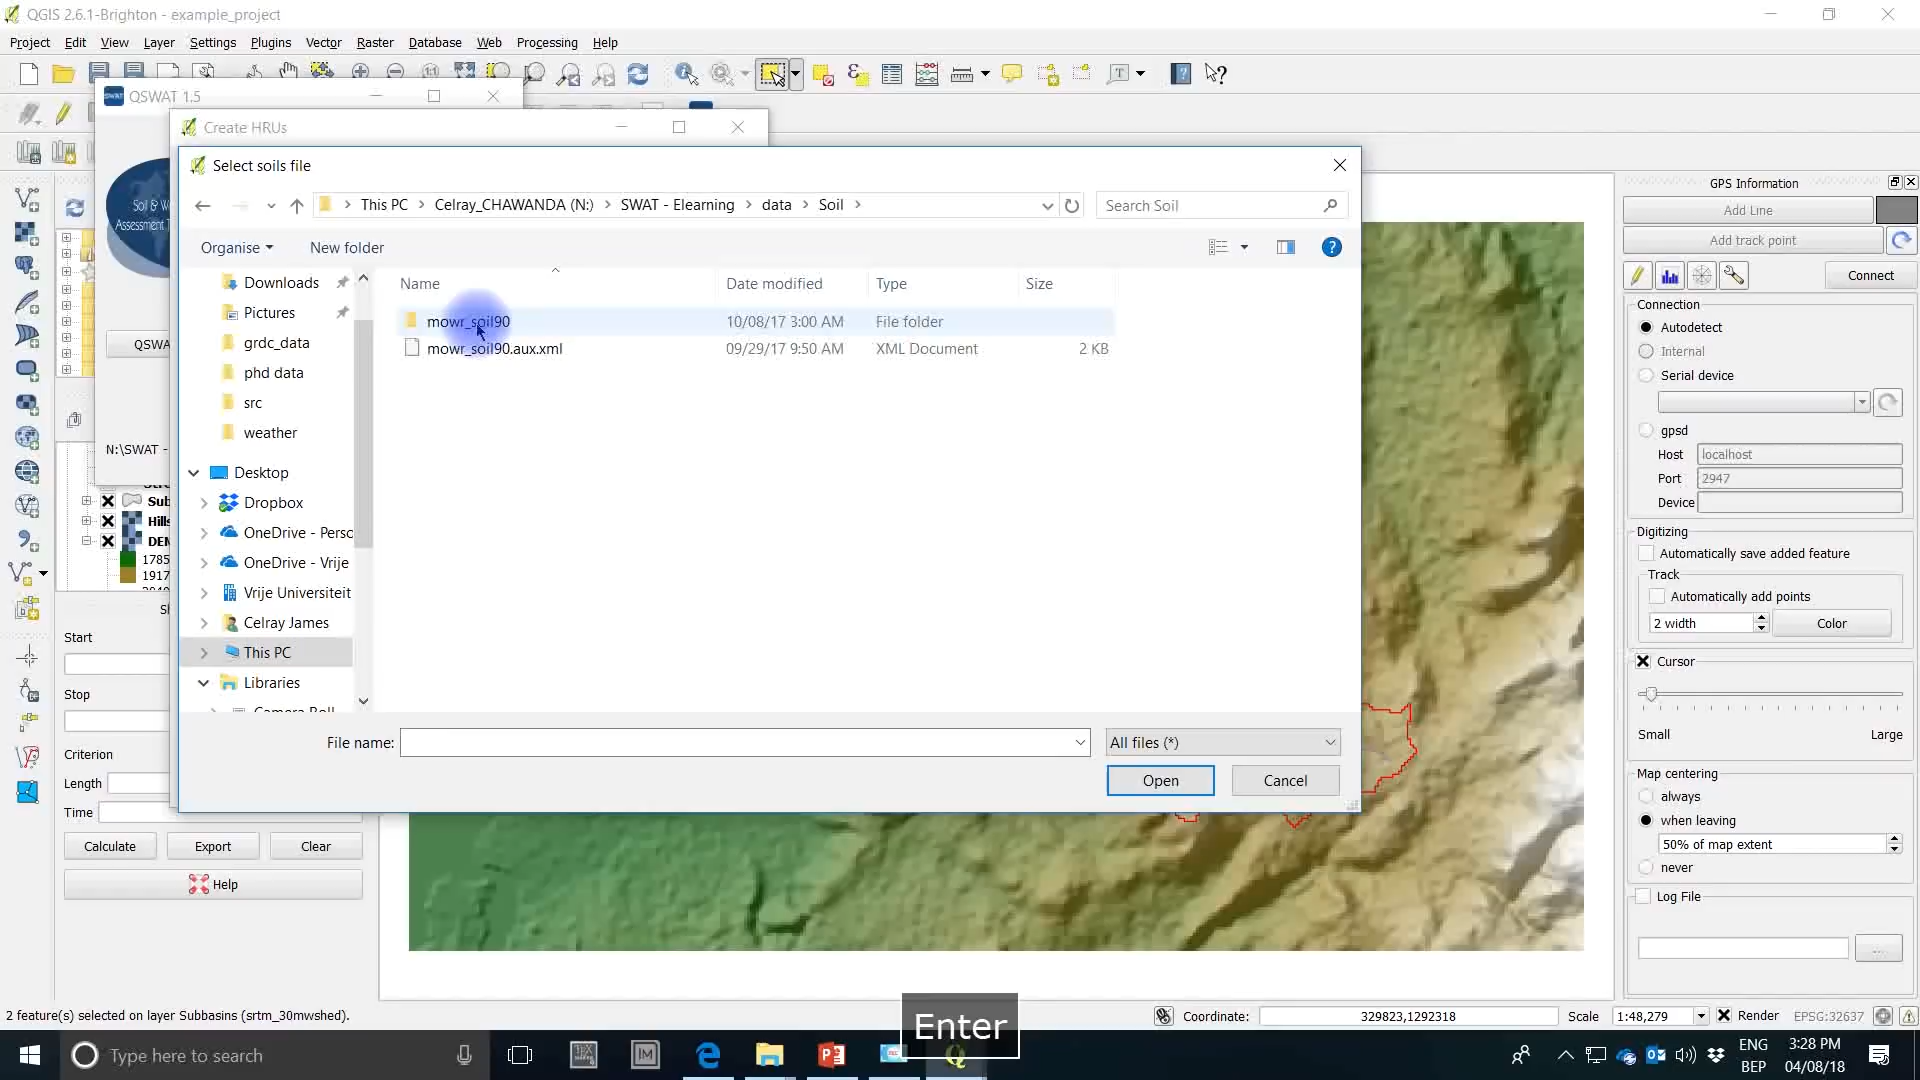 QGIS 2.6.1-Brighton - example_project
Project Edit View Layer Settings Plugins Vector Raster Database Web Processing Help
QSWAT 1.5
Create HRUs
Select soils file
This PC Celray_CHAWANDA (N:) SWAT - Elearning data Soil
Search Soil
Organise New folder
Name Date modified Type Size
mowr_soil90 10/08/17 3:00 AM File folder
mowr_soil90.aux.xml 09/29/17 9:50 AM XML Document 2 KB
Downloads
Pictures
grdc_data
phd data
src
weather
Desktop
Dropbox
OneDrive - Persc
OneDrive - Vrije
Vrije Universiteit
Celray James
This PC
Libraries
File name:
All files (*)
Open Cancel
Soil & W
Assessment T
QSWA
N:\SWAT -
Sub
Hills
DEM
1785
1917
Start
Stop
Criterion
Length
Time
Calculate Export Clear
Help
GPS Information
Add Line
Add track point
Connect
Connection
Autodetect
Internal
Serial device
gpsd
Host localhost
Port 2947
Device
Digitizing
Automatically save added feature
Track
Automatically add points
2 width Color
Cursor
Small Large
Map centering
always
when leaving
50% of map extent
never
Log File
...
2 feature(s) selected on layer Subbasins (srtm_30mwshed).
Coordinate: 329823,1292318 Scale 1:48,279 Render EPSG:32637
Enter
Type here to search
ENG
BEP
3:28 PM
04/08/18